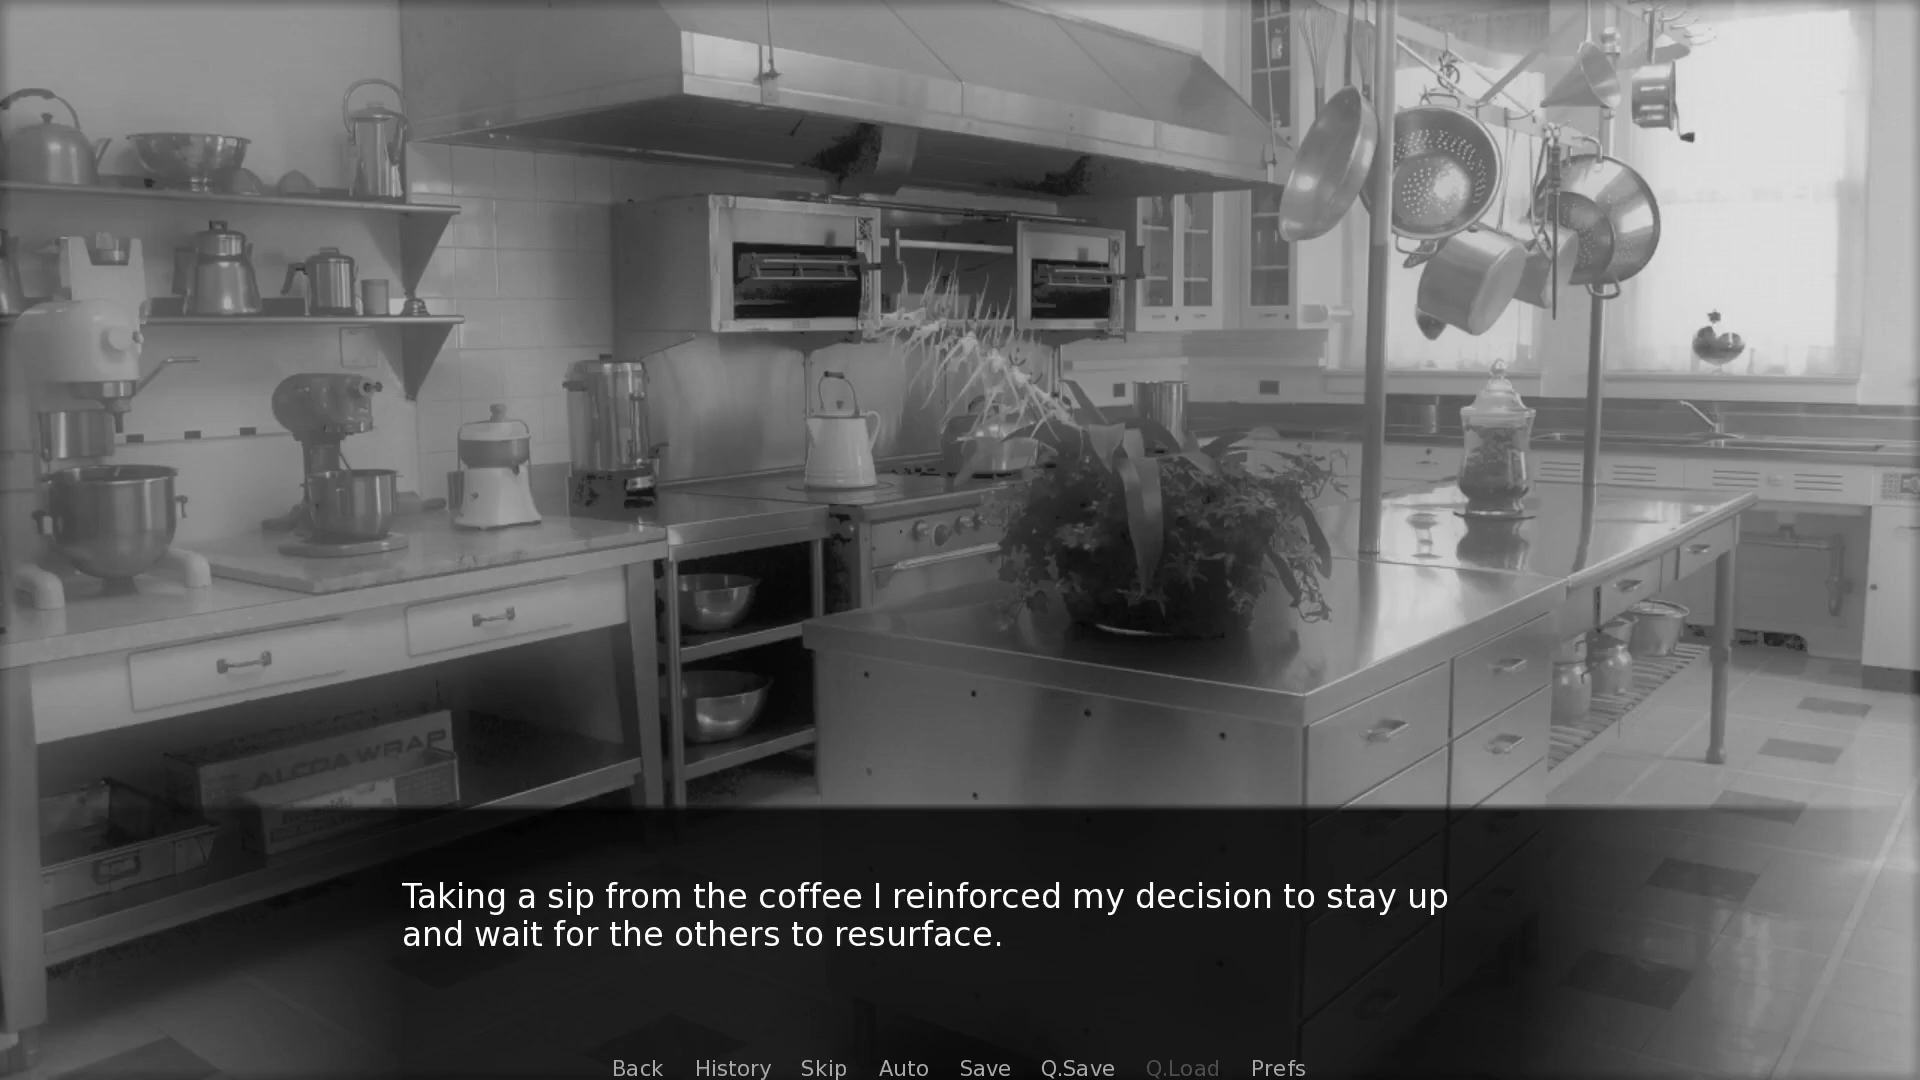 ALCOA WRAP
Taking a sip from the coffee I reinforced my decision to stay up
and wait for the others to resurface.
Back History Skip Auto Save Q.Save Q.Load Prefs